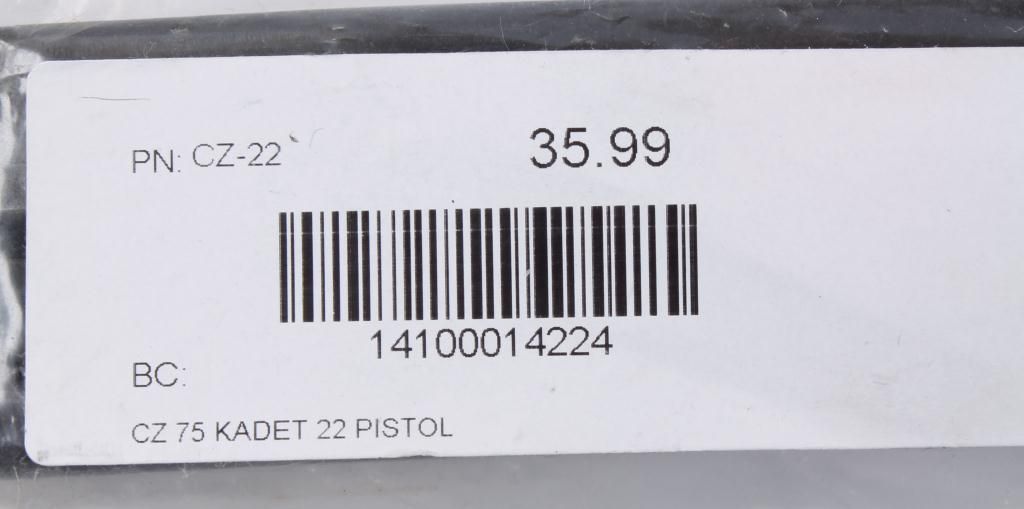 PN: CZ-22 35.99
14100014224
BC:
CZ 75 KADET 22 PISTOL